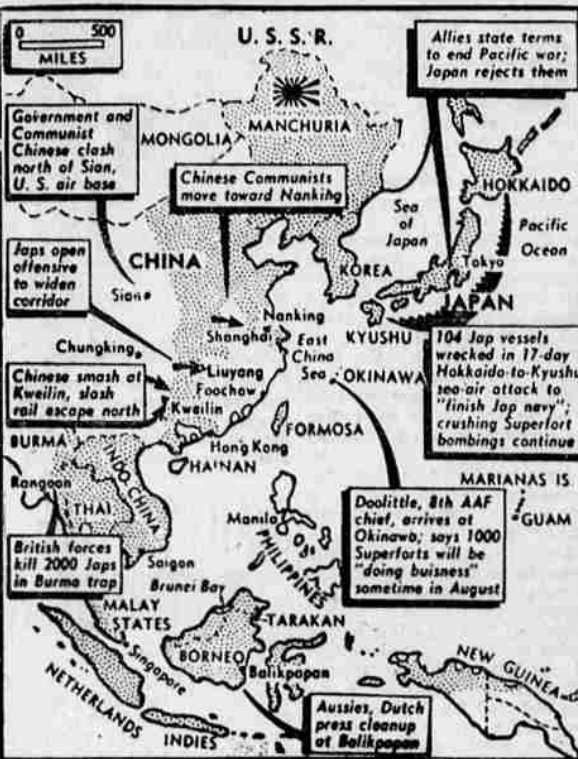 0 500
MILES
U. S. S. R.
Allies state terms
to end Pacific war;
Japan rejects them
Government and
Communist
Chinese clash
north of Sian,
U. S. air base
MONGOLIA
MANCHURIA
Chinese Communists
move toward Nanking
HOKKAIDO
Sea
of
Japan
Pacific
Ocean
Japs open
offensive
to widen
corridor
CHINA
KOREA
Tokyo
JAPAN
Sian
Nanking
Shanghai
KYUSHU
East
China
Sea
OKINAWA
104 Jap vessels
wrecked in 17-day
Hokkaido-to-Kyushu
sea-air attack to
"finish Jap navy";
crushing Superfort
bombings continue
Chungking
Liuyang
Foochow
Chinese smash at
Kweilin, slash
rail escape north
Kweilin
FORMOSA
BURMA
INDO-CHINA
Hong Kong
HAINAN
MARIANAS IS.
GUAM
Rangoon
THAI
Manila
PHILIPPINES
Doolittle, 8th AAF
chief, arrives at
Okinawa; says 1000
Superforts will be
"doing buisness"
sometime in August
British forces
kill 2000 Japs
in Burma trap
Saigon
Brunei Bay
MALAY
STATES
TARAKAN
Singapore
BORNEO
Balikpapan
NEW GUINEA
NETHERLANDS
INDIES
Aussies, Dutch
press cleanup
at Balikpapan